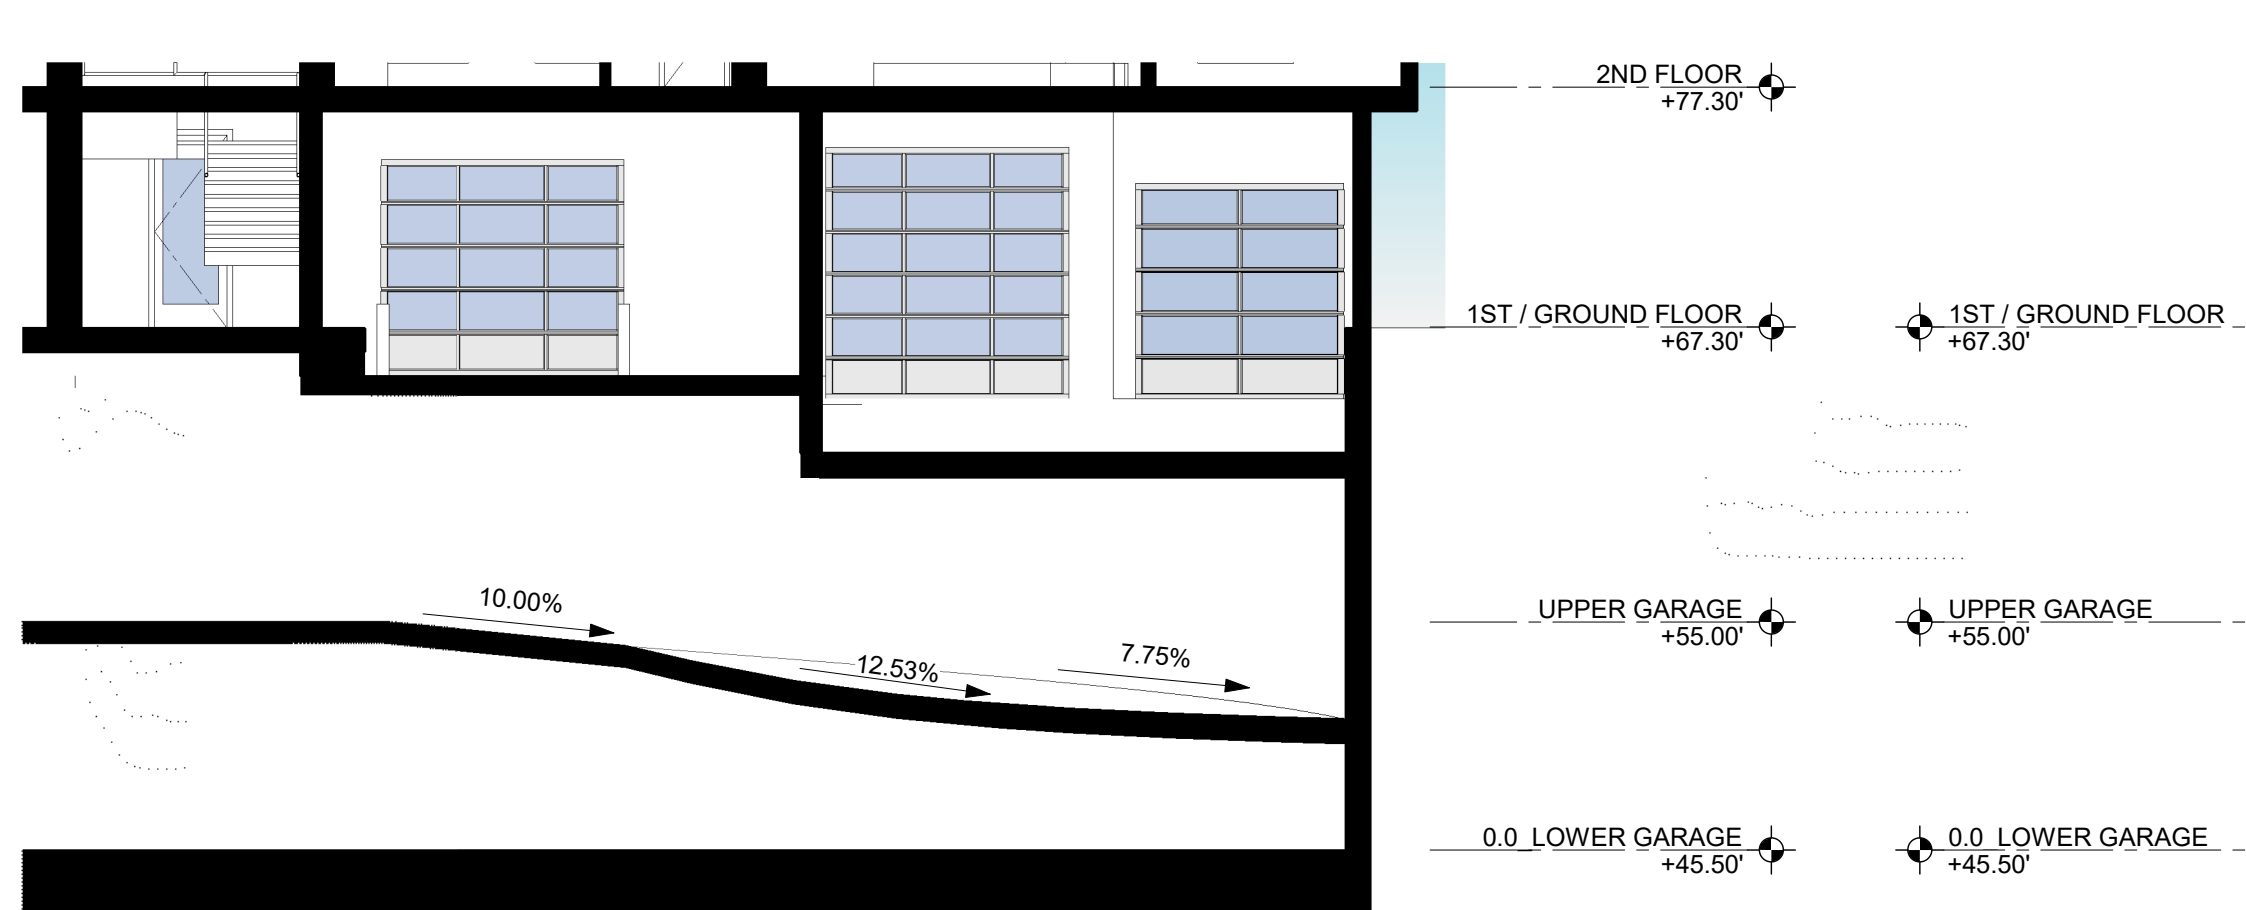 2ND FLOOR
+77.30'
1ST / GROUND FLOOR
+67.30'
1ST / GROUND FLOOR
+67.30'
10.00%
12.53%
7.75%
UPPER GARAGE
+55.00'
UPPER GARAGE
+55.00'
0.0_LOWER GARAGE
+45.50'
0.0_LOWER GARAGE
+45.50'